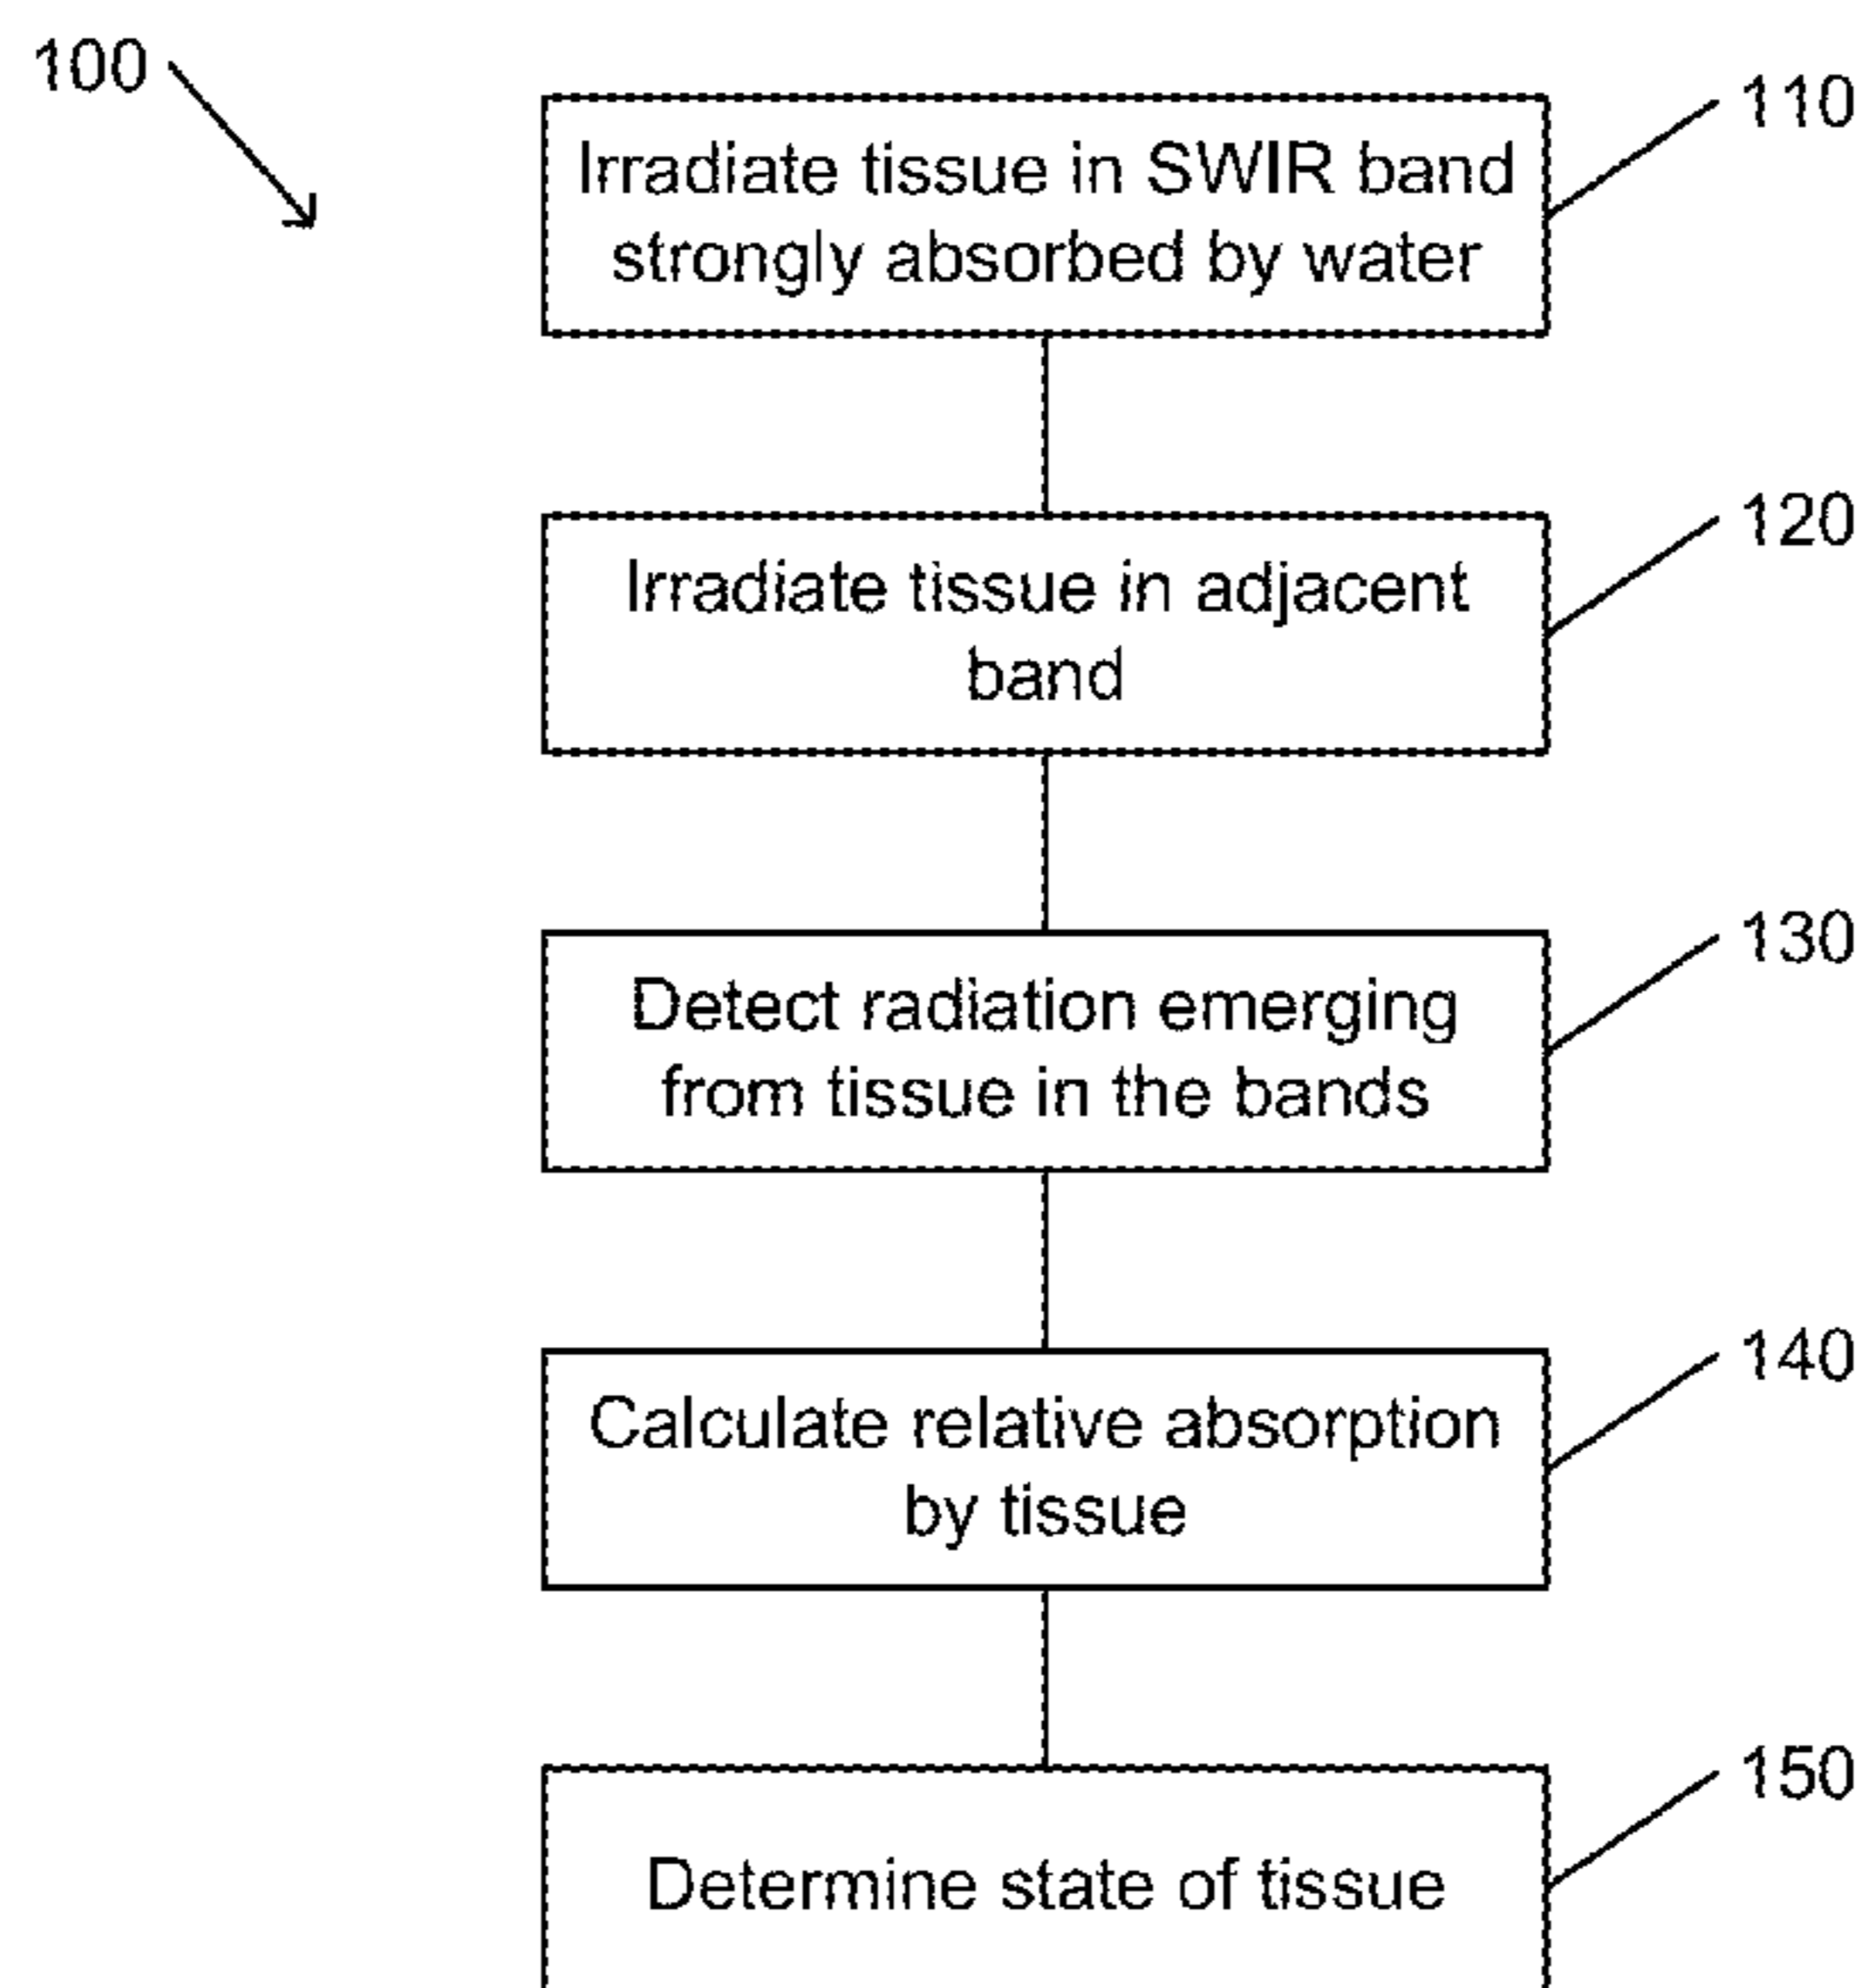 100
110
Irradiate tissue in SWIR band
strongly absorbed by water
120
Irradiate tissue in adjacent
band
130
Detect radiation emerging
from tissue in the bands
140
Calculate relative absorption
by tissue
150
Determine state of tissue